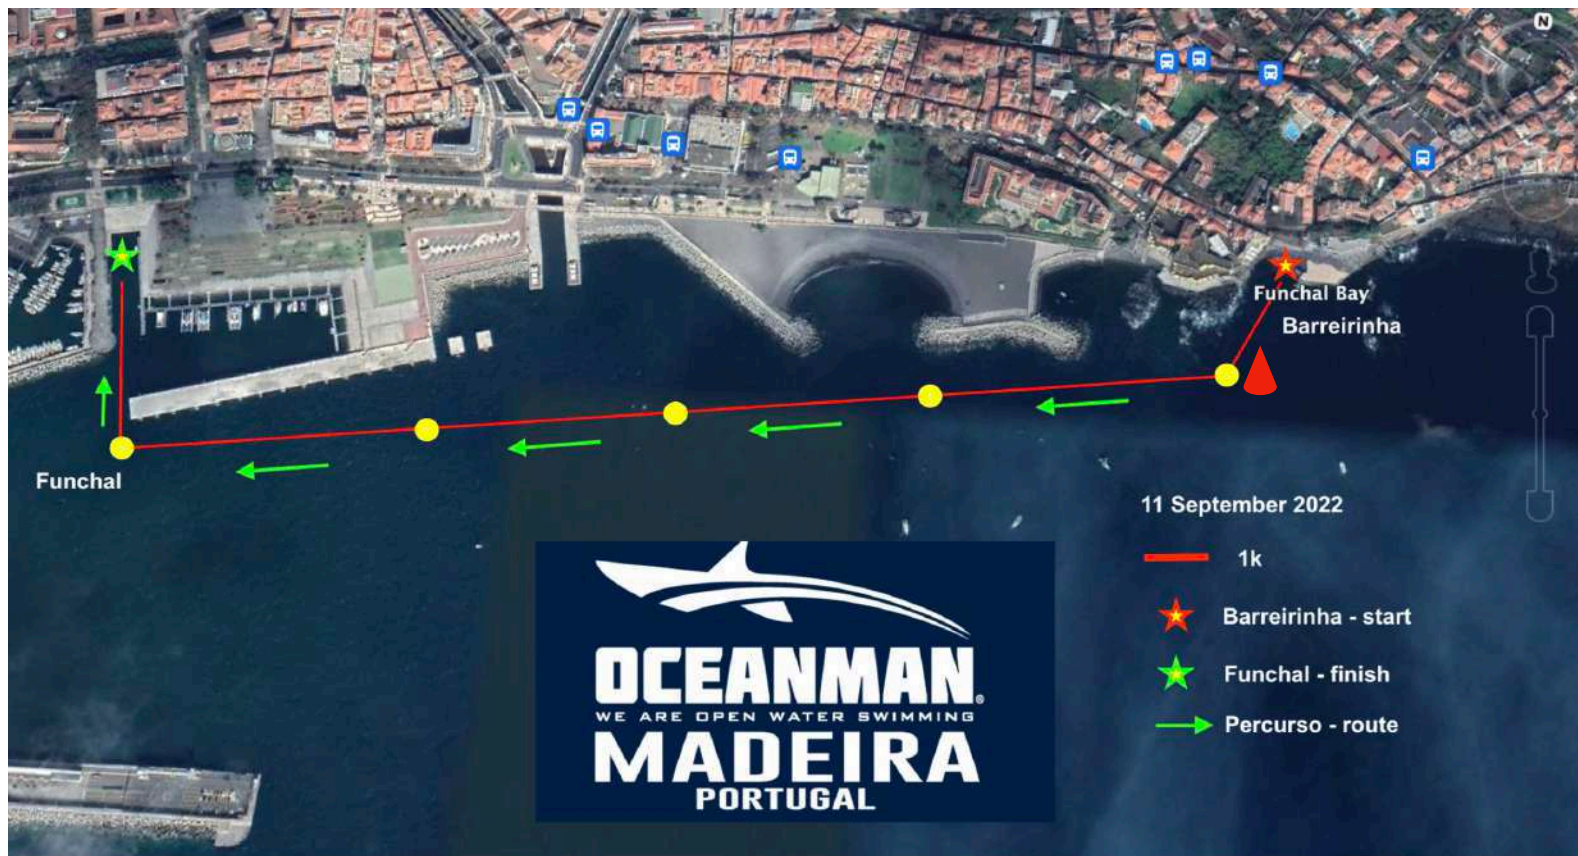 N
Funchal Bay
Barreirinha
Funchal
11 September 2022
1k
Barreirinha - start
Funchal - finish
Percurso - route
OCEANMAN®
WE ARE OPEN WATER SWIMMING
MADEIRA
PORTUGAL